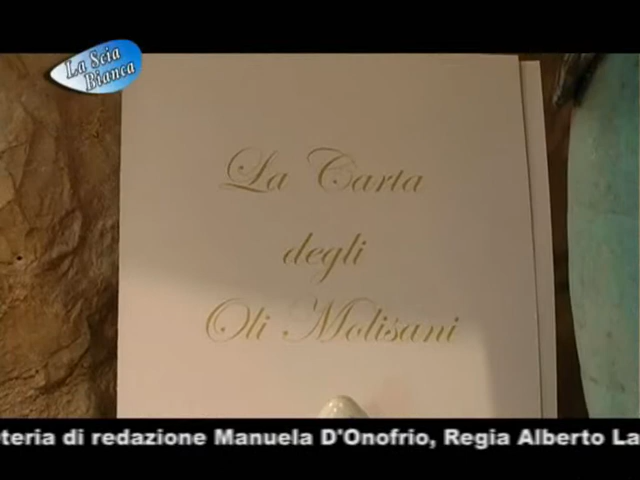 La Scia
Bianca
La Carta
degli
Oli Molisani
teria di redazione Manuela D'Onofrio, Regia Alberto La